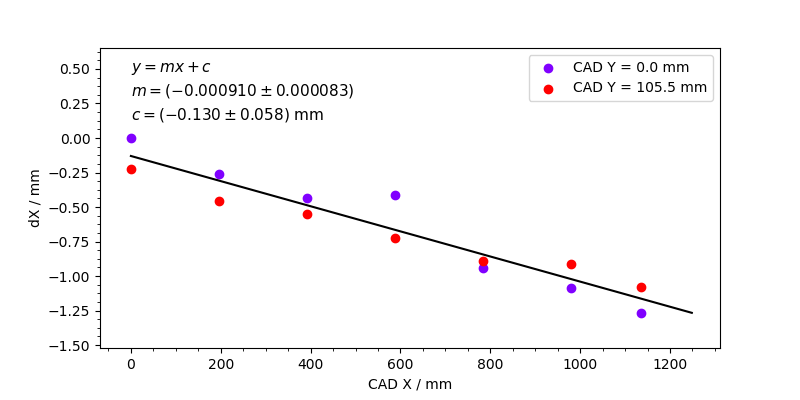 y = mx + c
m = (−0.000910 ± 0.000083)
c = (−0.130 ± 0.058) mm
CAD Y = 0.0 mm
CAD Y = 105.5 mm
dX / mm
0.50
0.25
0.00
−0.25
−0.50
−0.75
−1.00
−1.25
−1.50
0 200 400 600 800 1000 1200
CAD X / mm